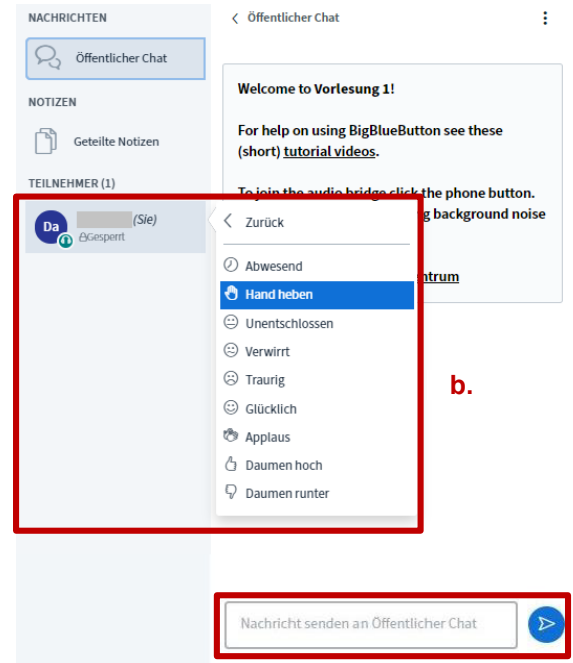 NACHRICHTEN
Öffentlicher Chat
NOTIZEN
Geteilte Notizen
TEILNEHMER (1)
Da
(Sie)
Gesperrt
Öffentlicher Chat
Welcome to Vorlesung 1!
For help on using BigBlueButton see these
(short) tutorial videos.
To join the audio bridge click the phone button.
background noise
Zurück
Abwesend
Hand heben
Unentschlossen
Verwirrt
Traurig
Glücklich
Applaus
Daumen hoch
Daumen runter
b.
Nachricht senden an Öffentlicher Chat